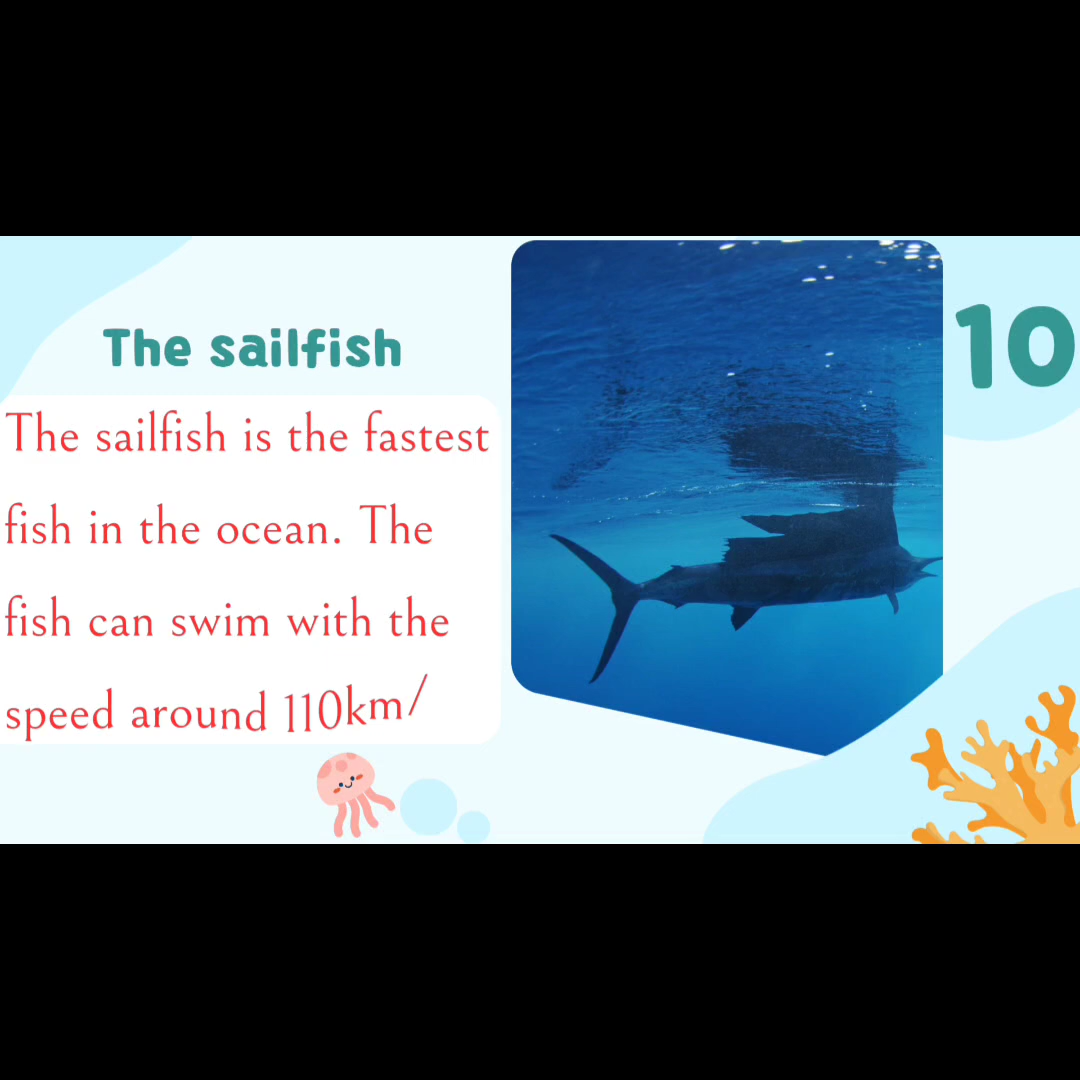 The sailfish
10
The sailfish is the fastest
fish in the ocean. The
fish can swim with the
speed around 110km/